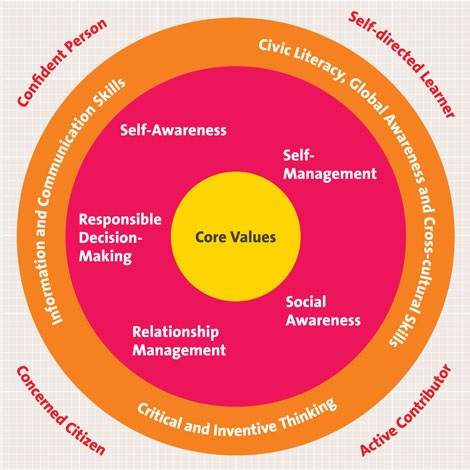 Confident Person
Self-directed Learner
Information and Communication Skills
Civic Literacy, Global Awareness and Cross-cultural Skills
Self-Awareness
Self-
Management
Responsible
Decision-
Making
Core Values
Social
Awareness
Relationship
Management
Critical and Inventive Thinking
Concerned Citizen
Active Contributor